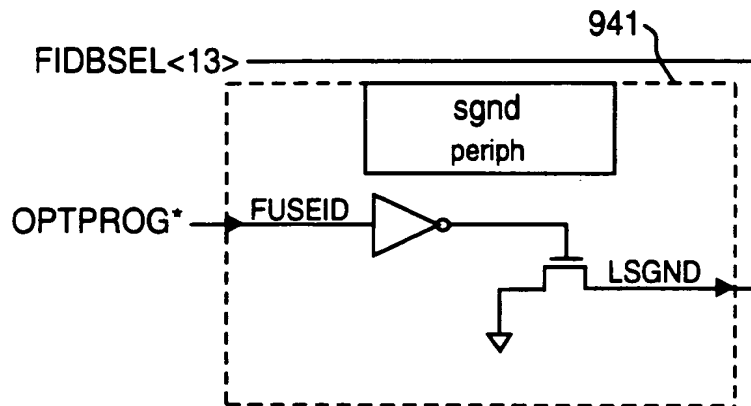 941
FIDBSEL<13>
sgnd
periph
OPTPROG*
FUSEID
LSGND